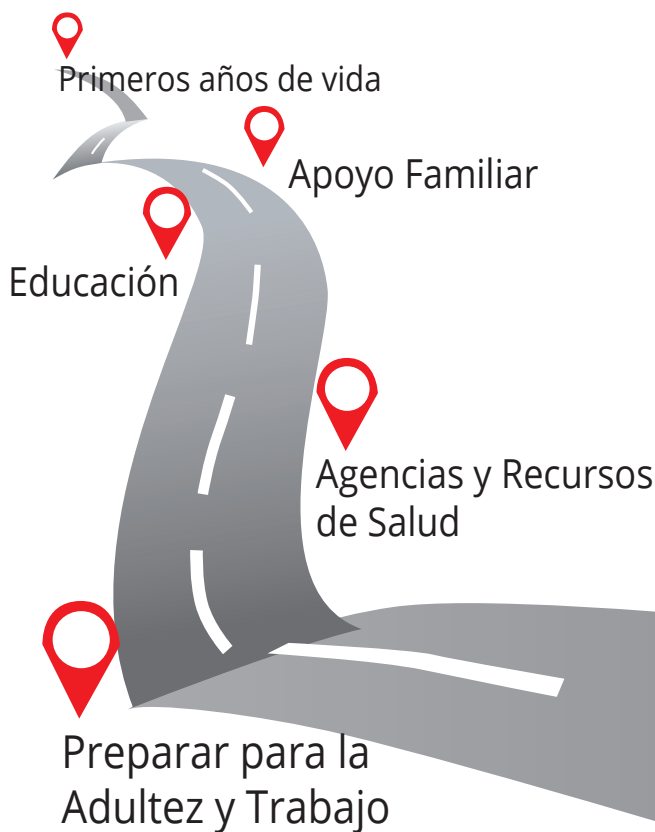 Primeros años de vida
Apoyo Familiar
Educación
Agencias y Recursos
de Salud
Preparar para la
Adultez y Trabajo